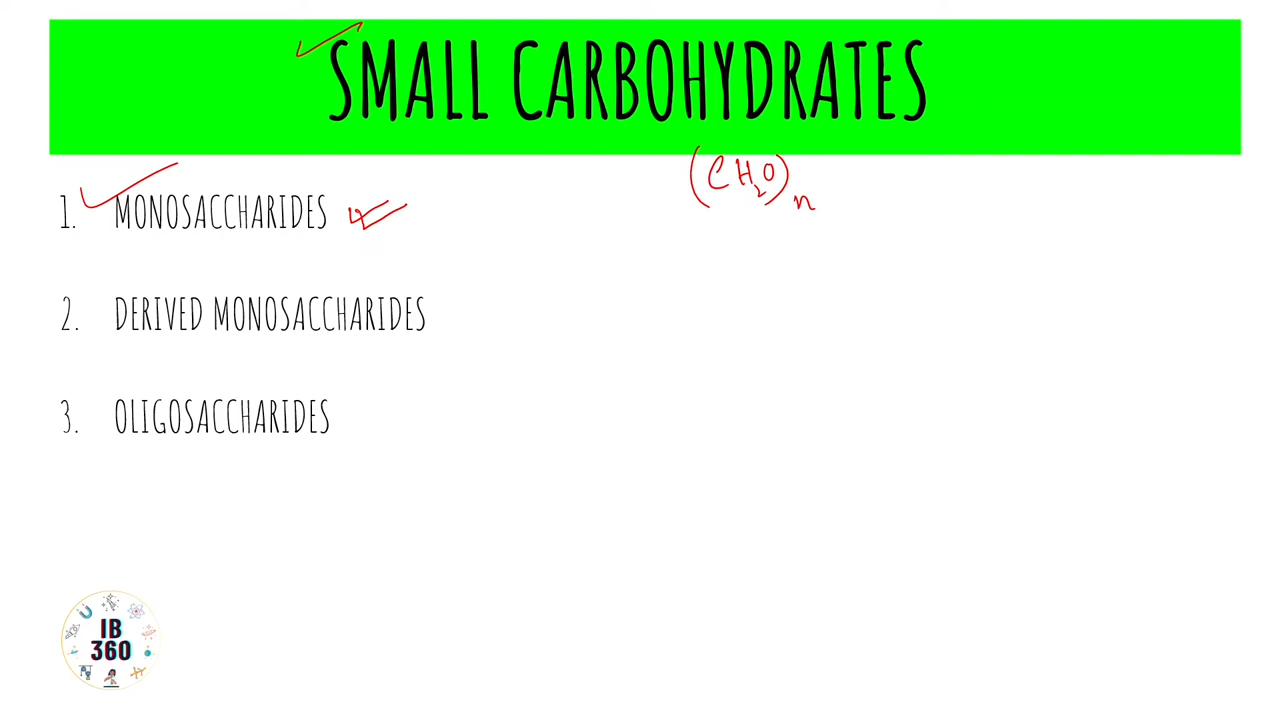 SMALL CARBOHYDRATES
(CH₂O)n
1. MONOSACCHARIDES
2. DERIVED MONOSACCHARIDES
3. OLIGOSACCHARIDES
IB
360